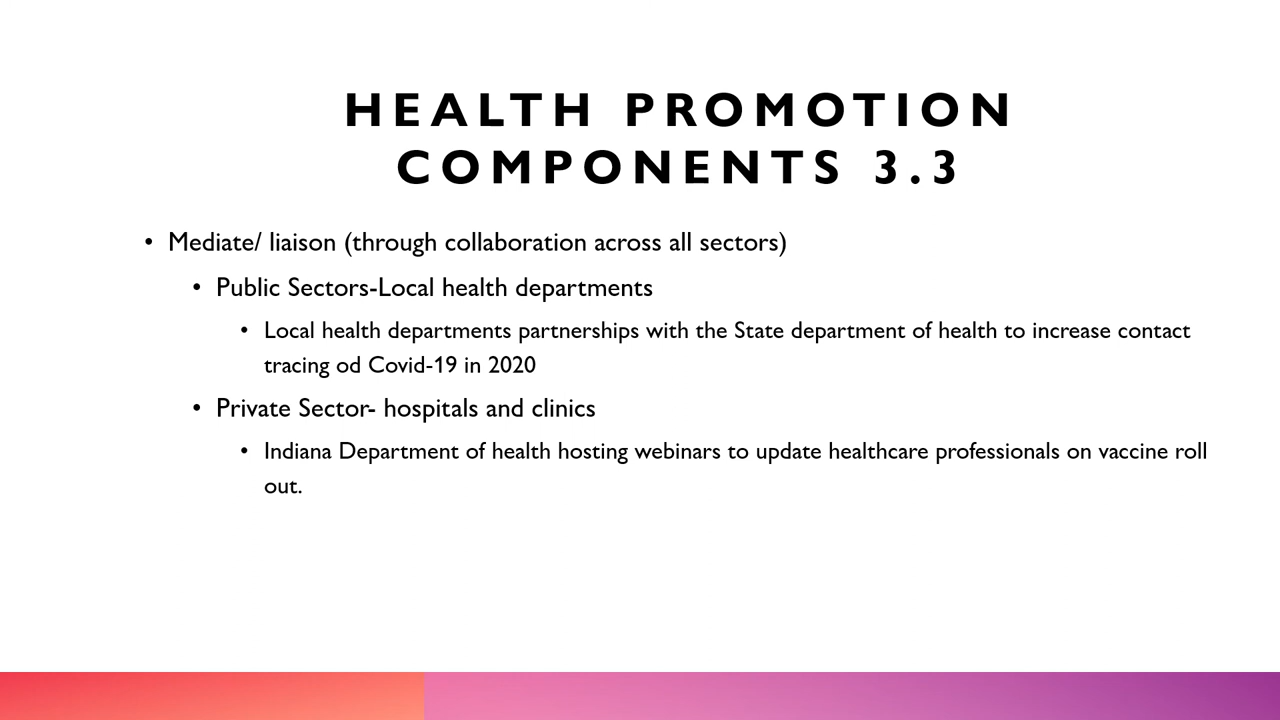 HEALTH PROMOTION
COMPONENTS 3.3
• Mediate/ liaison (through collaboration across all sectors)
• Public Sectors-Local health departments
• Local health departments partnerships with the State department of health to increase contact
tracing od Covid-19 in 2020
• Private Sector- hospitals and clinics
• Indiana Department of health hosting webinars to update healthcare professionals on vaccine roll
out.